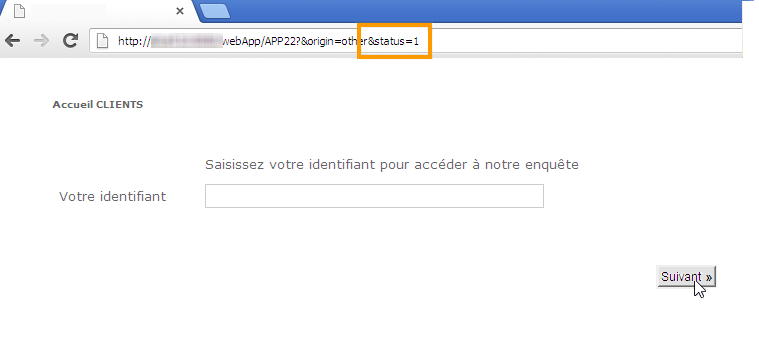 http:// webApp/APP22?&origin=other&status=1
Accueil CLIENTS
Saisissez votre identifiant pour accéder à notre enquête
Votre identifiant
Suivant »